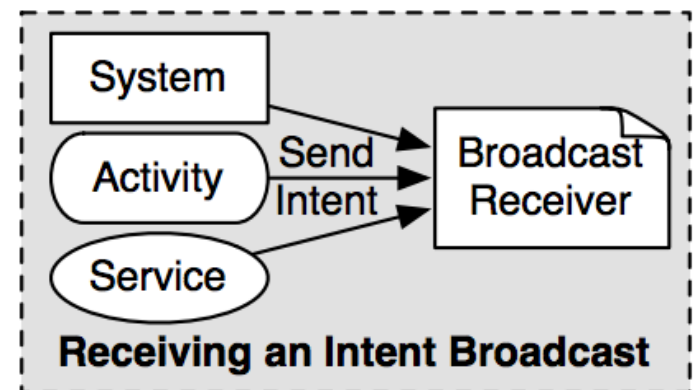 System
Activity
Service
Send
Intent
Broadcast
Receiver
Receiving an Intent Broadcast